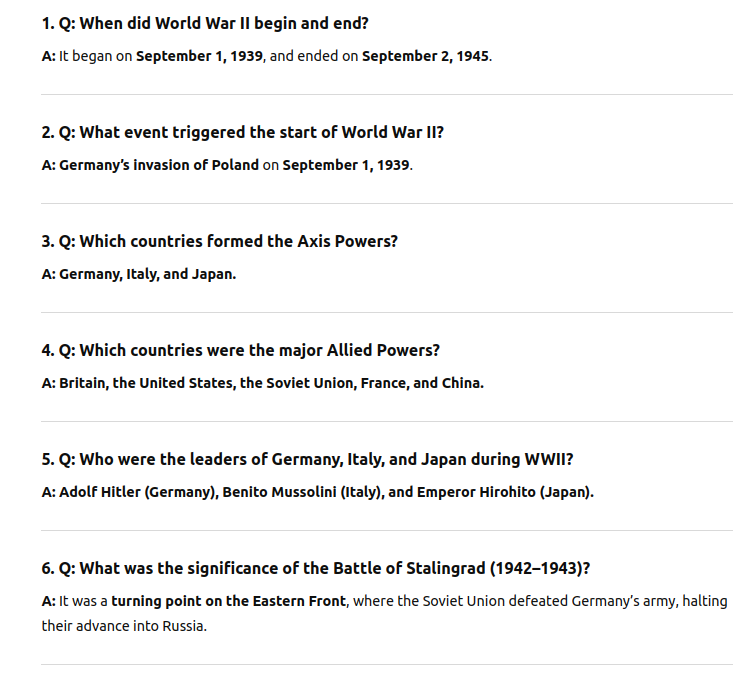 1. Q: When did World War II begin and end?
A: It began on September 1, 1939, and ended on September 2, 1945.
2. Q: What event triggered the start of World War II?
A: Germany’s invasion of Poland on September 1, 1939.
3. Q: Which countries formed the Axis Powers?
A: Germany, Italy, and Japan.
4. Q: Which countries were the major Allied Powers?
A: Britain, the United States, the Soviet Union, France, and China.
5. Q: Who were the leaders of Germany, Italy, and Japan during WWII?
A: Adolf Hitler (Germany), Benito Mussolini (Italy), and Emperor Hirohito (Japan).
6. Q: What was the significance of the Battle of Stalingrad (1942–1943)?
A: It was a turning point on the Eastern Front, where the Soviet Union defeated Germany’s army, halting
their advance into Russia.